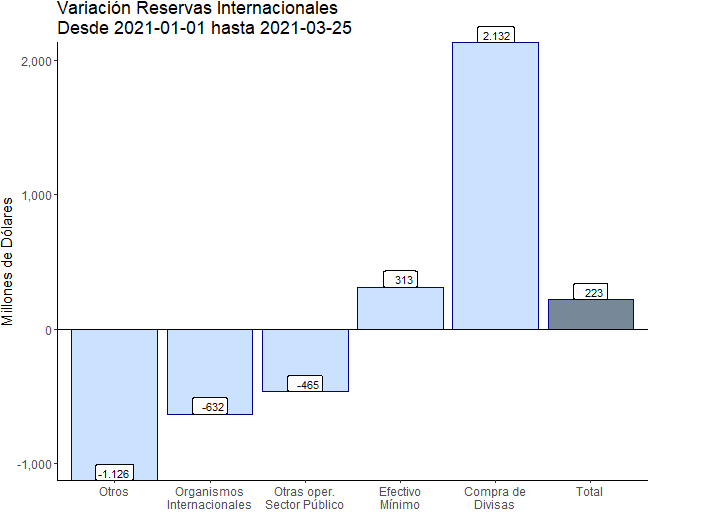 Variación Reservas Internacionales
Desde 2021-01-01 hasta 2021-03-25
Millones de Dólares
2,000
1,000
0
-1,000
-1.126
-632
-465
313
2.132
223
Otros
Organismos
Internacionales
Otras oper.
Sector Público
Efectivo
Mínimo
Compra de
Divisas
Total